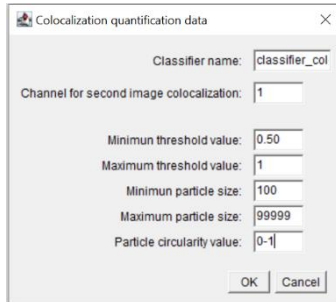 Colocalization quantification data
Classifier name: classifier_col
Channel for second image colocalization: 1
Minimun threshold value: 0.50
Maximum threshold value: 1
Minimun particle size: 100
Maximum particle size: 99999
Particle circularity value: 0-1
OK Cancel